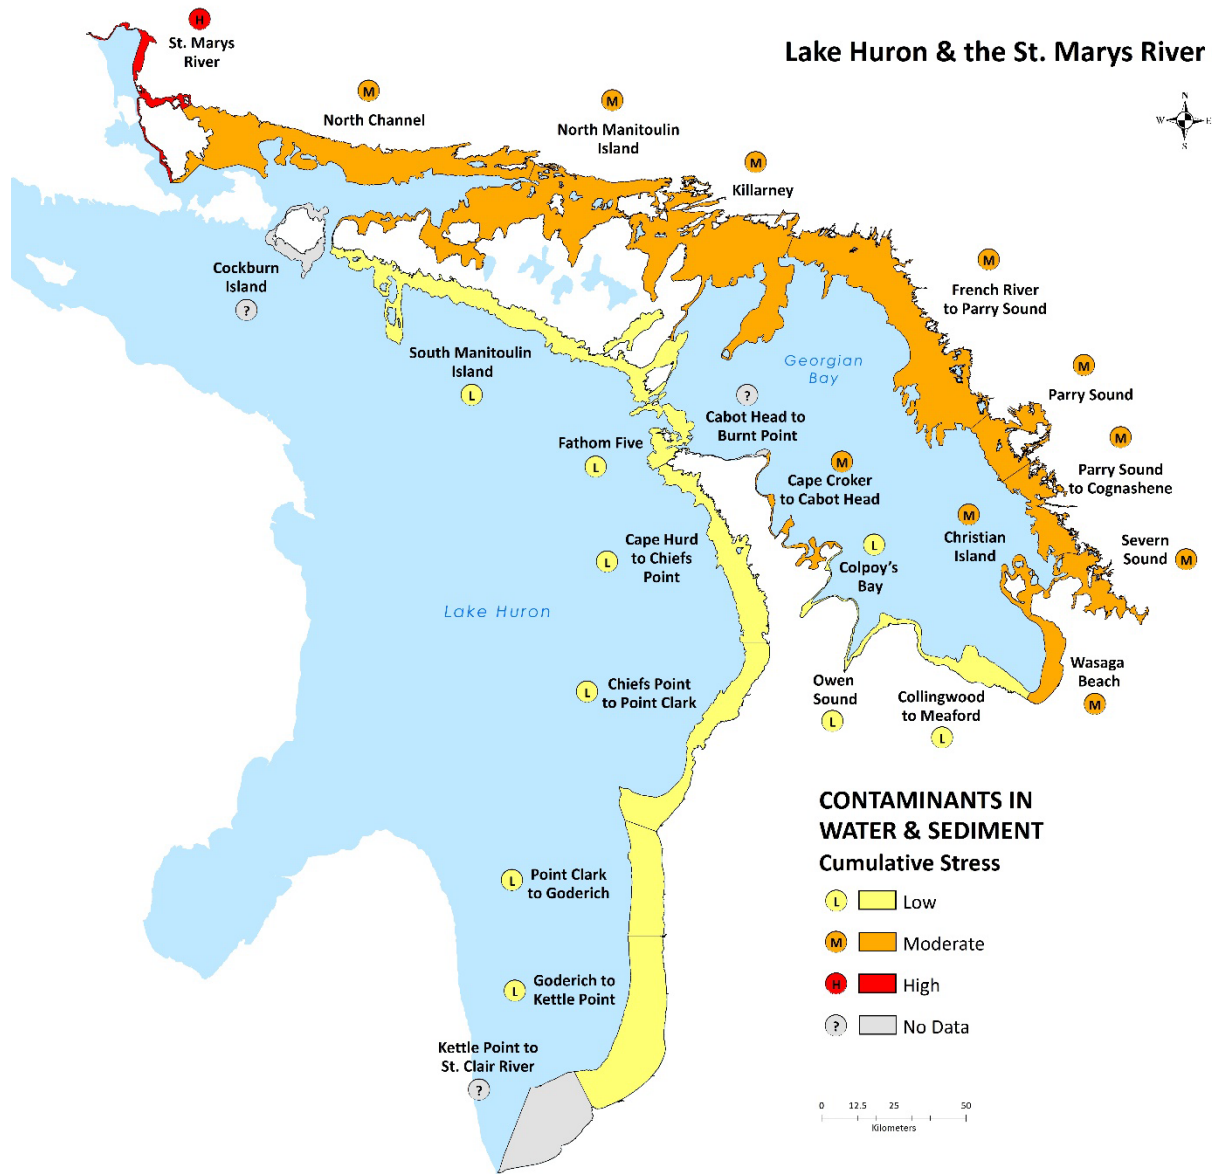 Lake Huron & the St. Marys River
N
W
E
S
H
St. Marys
River
M
North Channel
M
North Manitoulin
Island
M
Killarney
M
French River
to Parry Sound
Cockburn
Island
?
South Manitoulin
Island
L
Georgian
Bay
M
Parry Sound
?
Cabot Head to
Burnt Point
Fathom Five
L
M
Cape Croker
to Cabot Head
M
Parry Sound
to Cognashene
M
Christian
Island
Severn
Sound
M
Cape Hurd
to Chiefs
Point
L
L
Colpoy's
Bay
Lake Huron
L
Chiefs Point
to Point Clark
Owen
Sound
L
Collingwood
to Meaford
L
Wasaga
Beach
M
L
Point Clark
to Goderich
L
Goderich to
Kettle Point
Kettle Point to
St. Clair River
?
CONTAMINANTS IN
WATER & SEDIMENT
Cumulative Stress
L Low
M Moderate
H High
? No Data
0 12.5 25 50
Kilometers